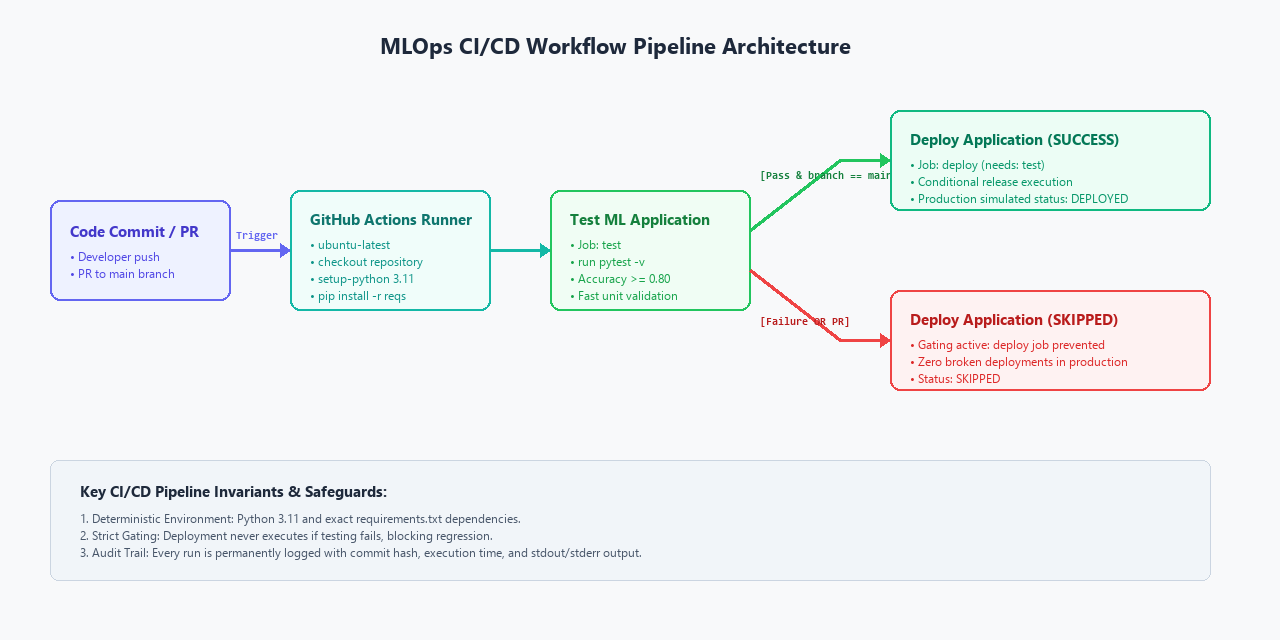 MLOps CI/CD Workflow Pipeline Architecture
Code Commit / PR
• Developer push
• PR to main branch
Trigger
GitHub Actions Runner
• ubuntu-latest
• checkout repository
• setup-python 3.11
• pip install -r reqs
Test ML Application
• Job: test
• run pytest -v
• Accuracy >= 0.80
• Fast unit validation
[Pass & branch == main
Deploy Application (SUCCESS)
• Job: deploy (needs: test)
• Conditional release execution
• Production simulated status: DEPLOYED
[Failure OR PR]
Deploy Application (SKIPPED)
• Gating active: deploy job prevented
• Zero broken deployments in production
• Status: SKIPPED
Key CI/CD Pipeline Invariants & Safeguards:
1. Deterministic Environment: Python 3.11 and exact requirements.txt dependencies.
2. Strict Gating: Deployment never executes if testing fails, blocking regression.
3. Audit Trail: Every run is permanently logged with commit hash, execution time, and stdout/stderr output.